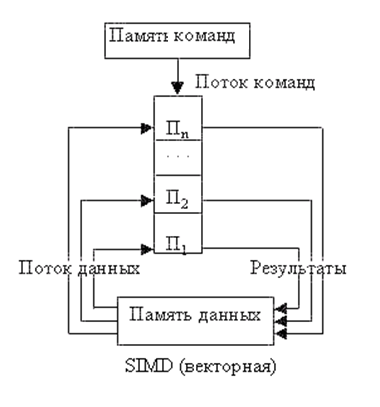 Память команд
Поток команд
Пn
. . .
П2
П1
Поток данных
Результаты
Память данных
SIMD (векторная)